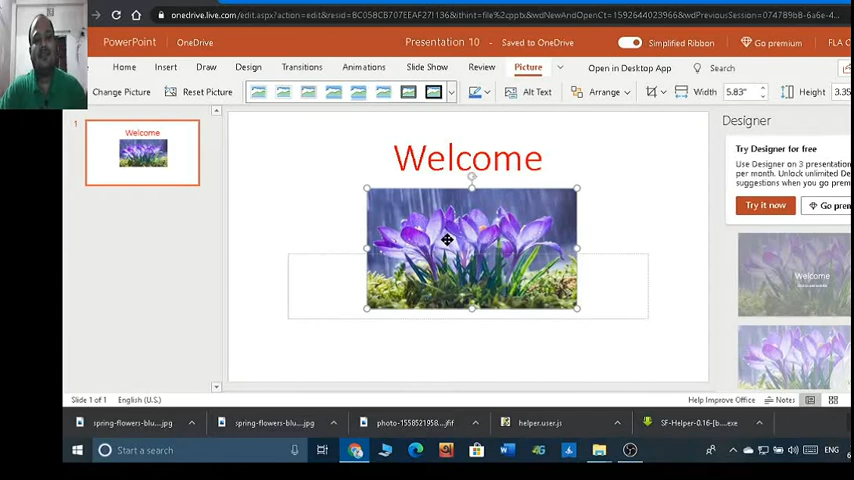 onedrive.live.com/edit.aspx?action=edit&resid=BC058CB707EEAF27!136&ithint=file%2cpptx&wdNewAndOpenCt=1592644023966&wdPreviousSession=074789b8-6a6e-4...
PowerPoint OneDrive Presentation 10 - Saved to OneDrive Simplified Ribbon Go premium FLA C
Home Insert Draw Design Transitions Animations Slide Show Review Picture Open in Desktop App Search
Change Picture Reset Picture Alt Text Arrange Width 5.83" Height 3.35
1
Welcome
Welcome
Designer
Try Designer for free
Use Designer on 3 presentation
per month. Unlock unlimited De
suggestions when you go prem
Try it now Go pren
Welcome
Slide 1 of 1 English (U.S.) Help Improve Office Notes
spring-flowers-blu....jpg spring-flowers-blu....jpg photo-1558521958....jfif helper.user.js SF-Helper-0.16-[b....exe
Start a search 4G ENG